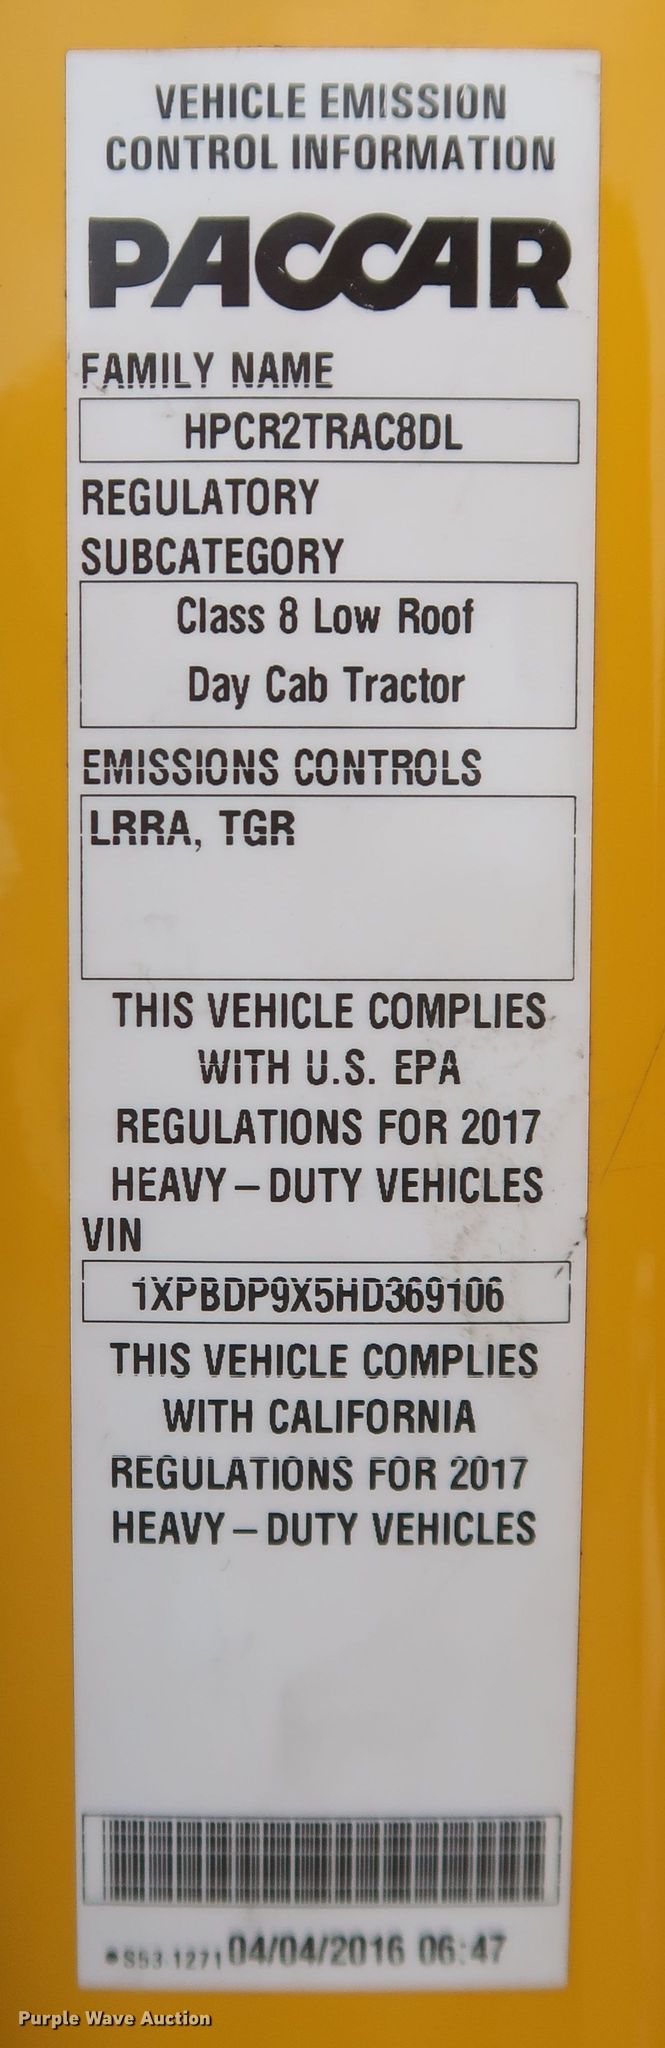 VEHICLE EMISSION
CONTROL INFORMATION
PACCAR
FAMILY NAME
HPCR2TRAC8DL
REGULATORY
SUBCATEGORY
Class 8 Low Roof
Day Cab Tractor
EMISSIONS CONTROLS
LRRA, TGR
THIS VEHICLE COMPLIES
WITH U.S. EPA
REGULATIONS FOR 2017
HEAVY – DUTY VEHICLES
VIN
1XPBDP9X5HD369106
THIS VEHICLE COMPLIES
WITH CALIFORNIA
REGULATIONS FOR 2017
HEAVY – DUTY VEHICLES
*S53-1271 04/04/2016 06:47
Purple Wave Auction